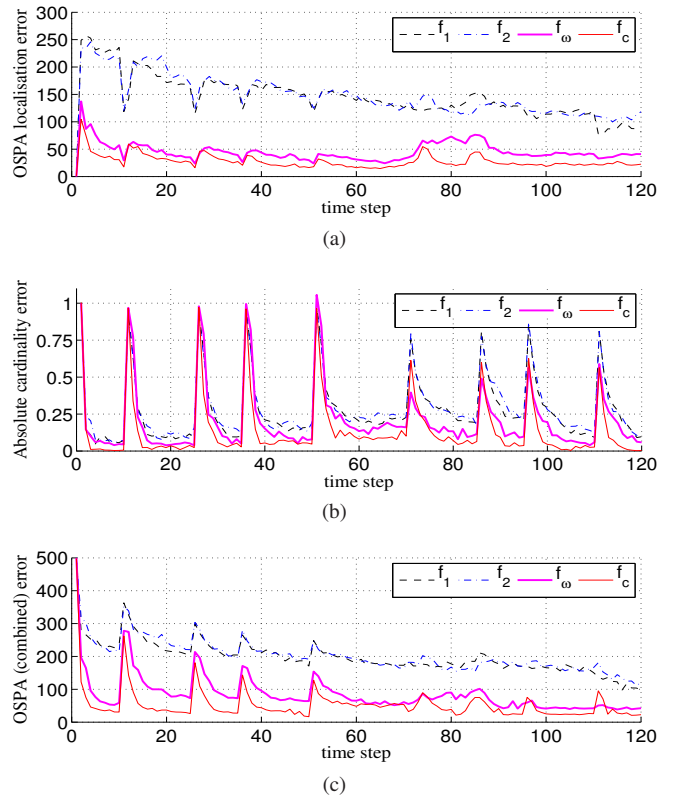 300
250
200
150
100
50
0
OSPA localisation error
f1 f2 fω fc
0 20 40 60 80 100 120
time step
(a)
1
0.75
0.5
0.25
0
Absolute cardinality error
f1 f2 fω fc
0 20 40 60 80 100 120
time step
(b)
500
400
300
200
100
0
OSPA (combined) error
f1 f2 fω fc
0 20 40 60 80 100 120
time step
(c)